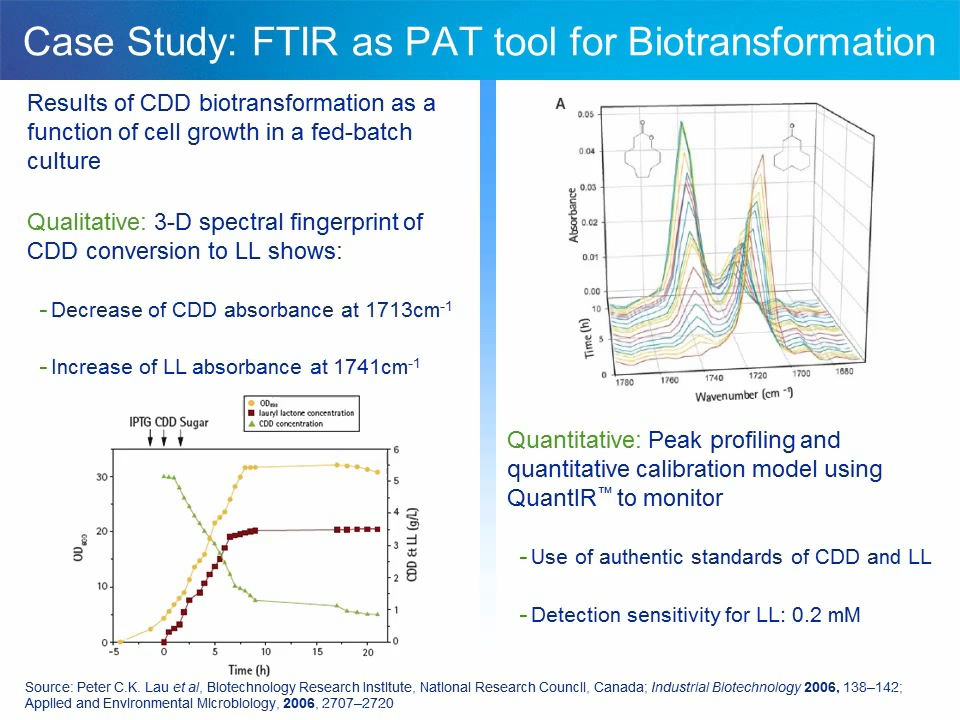 Case Study: FTIR as PAT tool for Biotransformation
Results of CDD biotransformation as a
function of cell growth in a fed-batch
culture
Qualitative: 3-D spectral fingerprint of
CDD conversion to LL shows:
- Decrease of CDD absorbance at 1713cm-1
- Increase of LL absorbance at 1741cm-1
OD600
lauryl lactone concentration
CDD concentration
IPTG CDD Sugar
30
20
10
0
OD600
6
5
4
3
2
1
0
CDD & LL (g/L)
-5 0 5 10 15 20
Time (h)
A
0.05
0.04
0.03
0.02
0.01
0.00
Absorbance
10
5
0
Time (h)
1780 1760 1740 1720 1700 1680
Wavenumber (cm -1)
O
O
O
Quantitative: Peak profiling and
quantitative calibration model using
QuantIR™ to monitor
- Use of authentic standards of CDD and LL
- Detection sensitivity for LL: 0.2 mM
Source: Peter C.K. Lau et al, Biotechnology Research Institute, National Research Council, Canada; Industrial Biotechnology 2006, 138–142;
Applied and Environmental Microbiology, 2006, 2707–2720